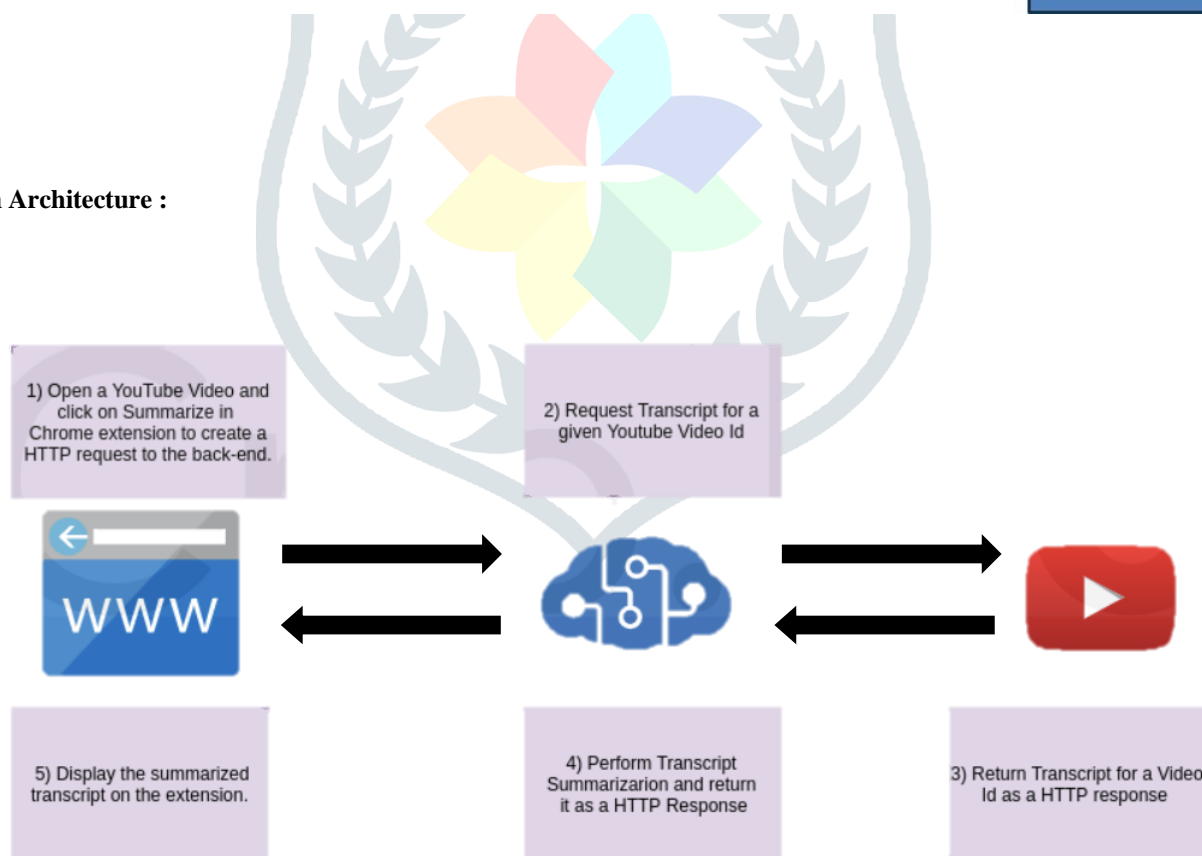 Architecture :
1) Open a YouTube Video and
click on Summarize in
Chrome extension to create a
HTTP request to the back-end.
2) Request Transcript for a
given Youtube Video Id
WWW
5) Display the summarized
transcript on the extension.
4) Perform Transcript
Summarizarion and return
it as a HTTP Response
3) Return Transcript for a Video
Id as a HTTP response